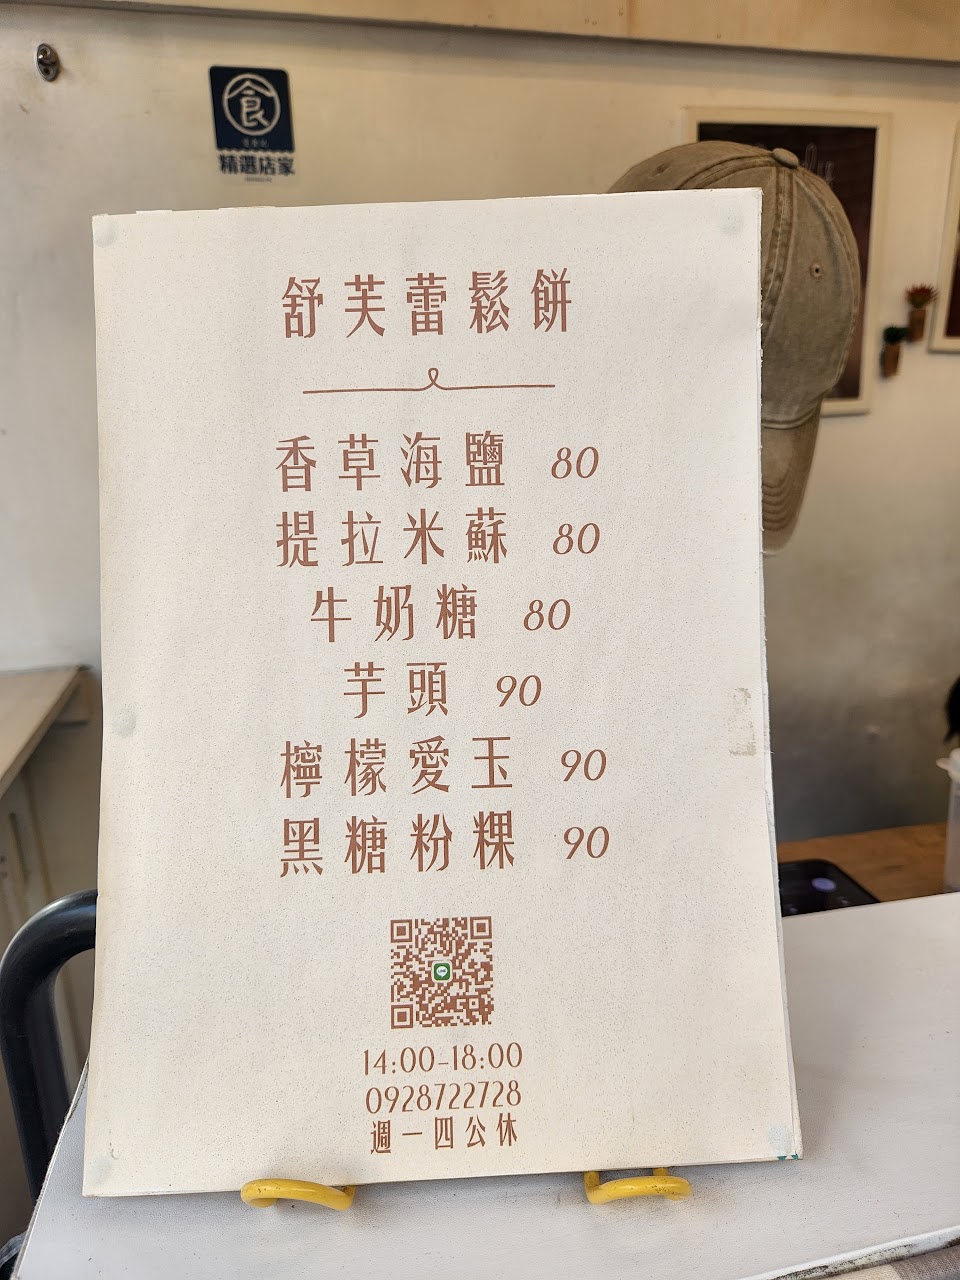 食
精選店家
舒芙蕾鬆餅
香草海鹽 80
提拉米蘇 80
牛奶糖 80
芋頭 90
檸檬愛玉 90
黑糖粉粿 90
14:00-18:00
0928722728
週一四公休